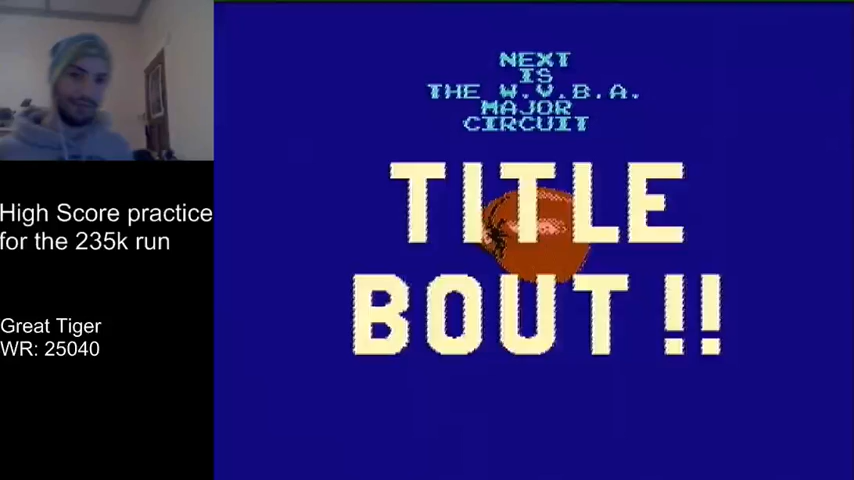 High Score practice
for the 235k run
Great Tiger
WR: 25040
NEXT
IS
THE W.V.B.A.
MAJOR
CIRCUIT
TITLE
BOUT!!